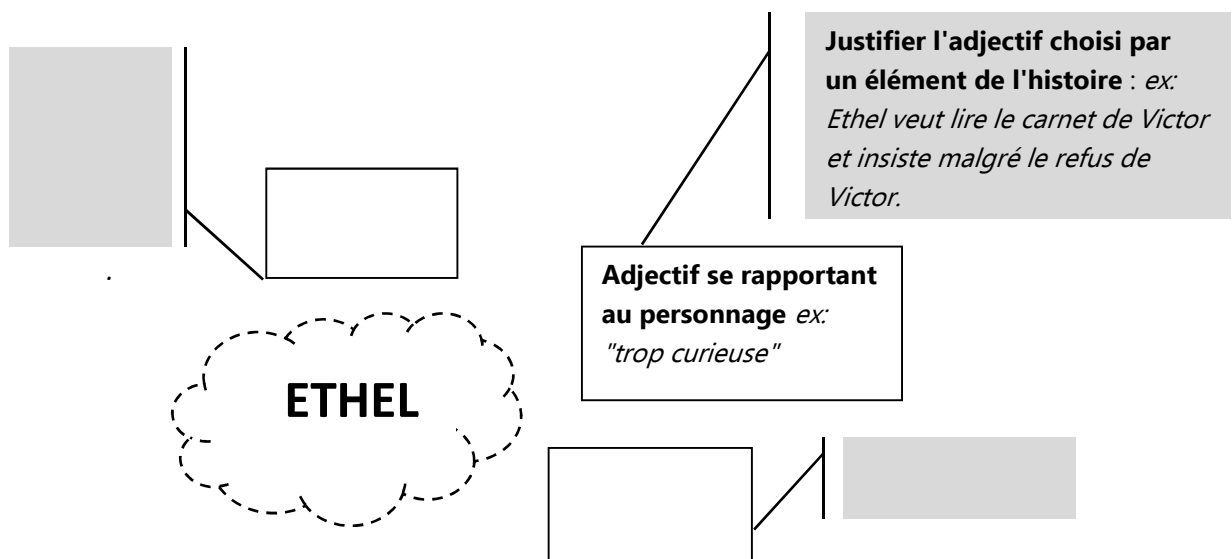 Justifier l'adjectif choisi par
un élément de l'histoire : ex:
Ethel veut lire le carnet de Victor
et insiste malgré le refus de
Victor.
.
Adjectif se rapportant
au personnage ex:
"trop curieuse"
ETHEL